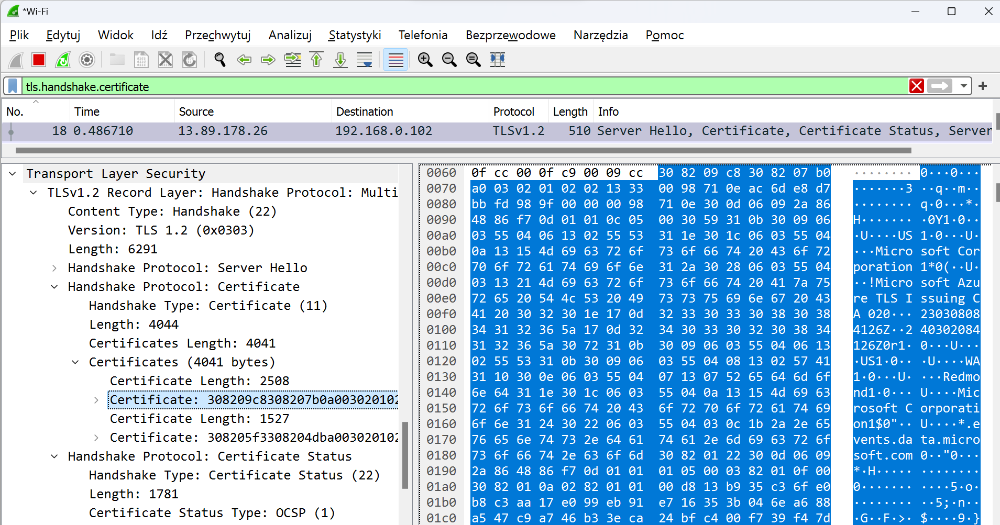 *Wi-Fi
Plik Edytuj Widok Idź Przechwytuj Analizuj Statystyki Telefonia Bezprzewodowe Narzędzia Pomoc
tls.handshake.certificate
No. Time Source Destination Protocol Length Info
18 0.486710 13.89.178.26 192.168.0.102 TLSv1.2 510 Server Hello, Certificate, Certificate Status, Server
Transport Layer Security
TLSv1.2 Record Layer: Handshake Protocol: Multi
Content Type: Handshake (22)
Version: TLS 1.2 (0x0303)
Length: 6291
Handshake Protocol: Server Hello
Handshake Protocol: Certificate
Handshake Type: Certificate (11)
Length: 4044
Certificates Length: 4041
Certificates (4041 bytes)
Certificate Length: 2508
Certificate: 308209c8308207b0a003020102
Certificate Length: 1527
Certificate: 308205f3308204dba003020102
Handshake Protocol: Certificate Status
Handshake Type: Certificate Status (22)
Length: 1781
Certificate Status Type: OCSP (1)
0060 0f cc 00 0f c9 00 09 cc 30 82 09 c8 30 82 07 b0 ········ 0···0···
0070 a0 03 02 01 02 02 13 33 00 98 71 0e ac 6d e8 d7 ·······3 ··q··m··
0080 bb fd 98 9f 00 00 00 98 71 0e 30 0d 06 09 2a 86 ········ q·0···*·
0090 48 86 f7 0d 01 01 0c 05 00 30 59 31 0b 30 09 06 H······· ·0Y1·0··
00a0 03 55 04 06 13 02 55 53 31 1e 30 1c 06 03 55 04 ·U····US 1·0···U·
00b0 0a 13 15 4d 69 63 72 6f 73 6f 66 74 20 43 6f 72 ···Micro soft Cor
00c0 70 6f 72 61 74 69 6f 6e 31 2a 30 28 06 03 55 04 poration 1*0(··U·
00d0 03 13 21 4d 69 63 72 6f 73 6f 66 74 20 41 7a 75 ··!Micro soft Azu
00e0 72 65 20 54 4c 53 20 49 73 73 75 69 6e 67 20 43 re TLS I ssuing C
00f0 41 20 30 32 30 1e 17 0d 32 33 30 33 30 38 30 38 A 020··· 23030808
0100 34 31 32 36 5a 17 0d 32 34 30 33 30 32 30 38 34 4126Z··2 40302084
0110 31 32 36 5a 30 72 31 0b 30 09 06 03 55 04 06 13 126Z0r1· 0···U···
0120 02 55 53 31 0b 30 09 06 03 55 04 08 13 02 57 41 ·US1·0·· ·U····WA
0130 31 10 30 0e 06 03 55 04 07 13 07 52 65 64 6d 6f 1·0···U· ···Redmo
0140 6e 64 31 1e 30 1c 06 03 55 04 0a 13 15 4d 69 63 nd1·0··· U····Mic
0150 72 6f 73 6f 66 74 20 43 6f 72 70 6f 72 61 74 69 rosoft C orporati
0160 6f 6e 31 24 30 22 06 03 55 04 03 0c 1b 2a 2e 65 on1$0"·· U····*.e
0170 76 65 6e 74 73 2e 64 61 74 61 2e 6d 69 63 72 6f vents.da ta.micro
0180 73 6f 66 74 2e 63 6f 6d 30 82 01 22 30 0d 06 09 soft.com 0··"0···
0190 2a 86 48 86 f7 0d 01 01 01 05 00 03 82 01 0f 00 *·H····· ········
01a0 30 82 01 0a 02 82 01 01 00 d8 13 b9 35 c3 6f e0 0······· ····5·o·
01b0 b8 c3 aa 17 e0 99 eb 91 e7 16 35 3b 04 6e a6 88 ········ ··5;·n··
01c0 a5 47 c9 a7 46 b3 3e ca 24 bf c4 00 f7 39 f4 7d ·G··F·>· $····9·}